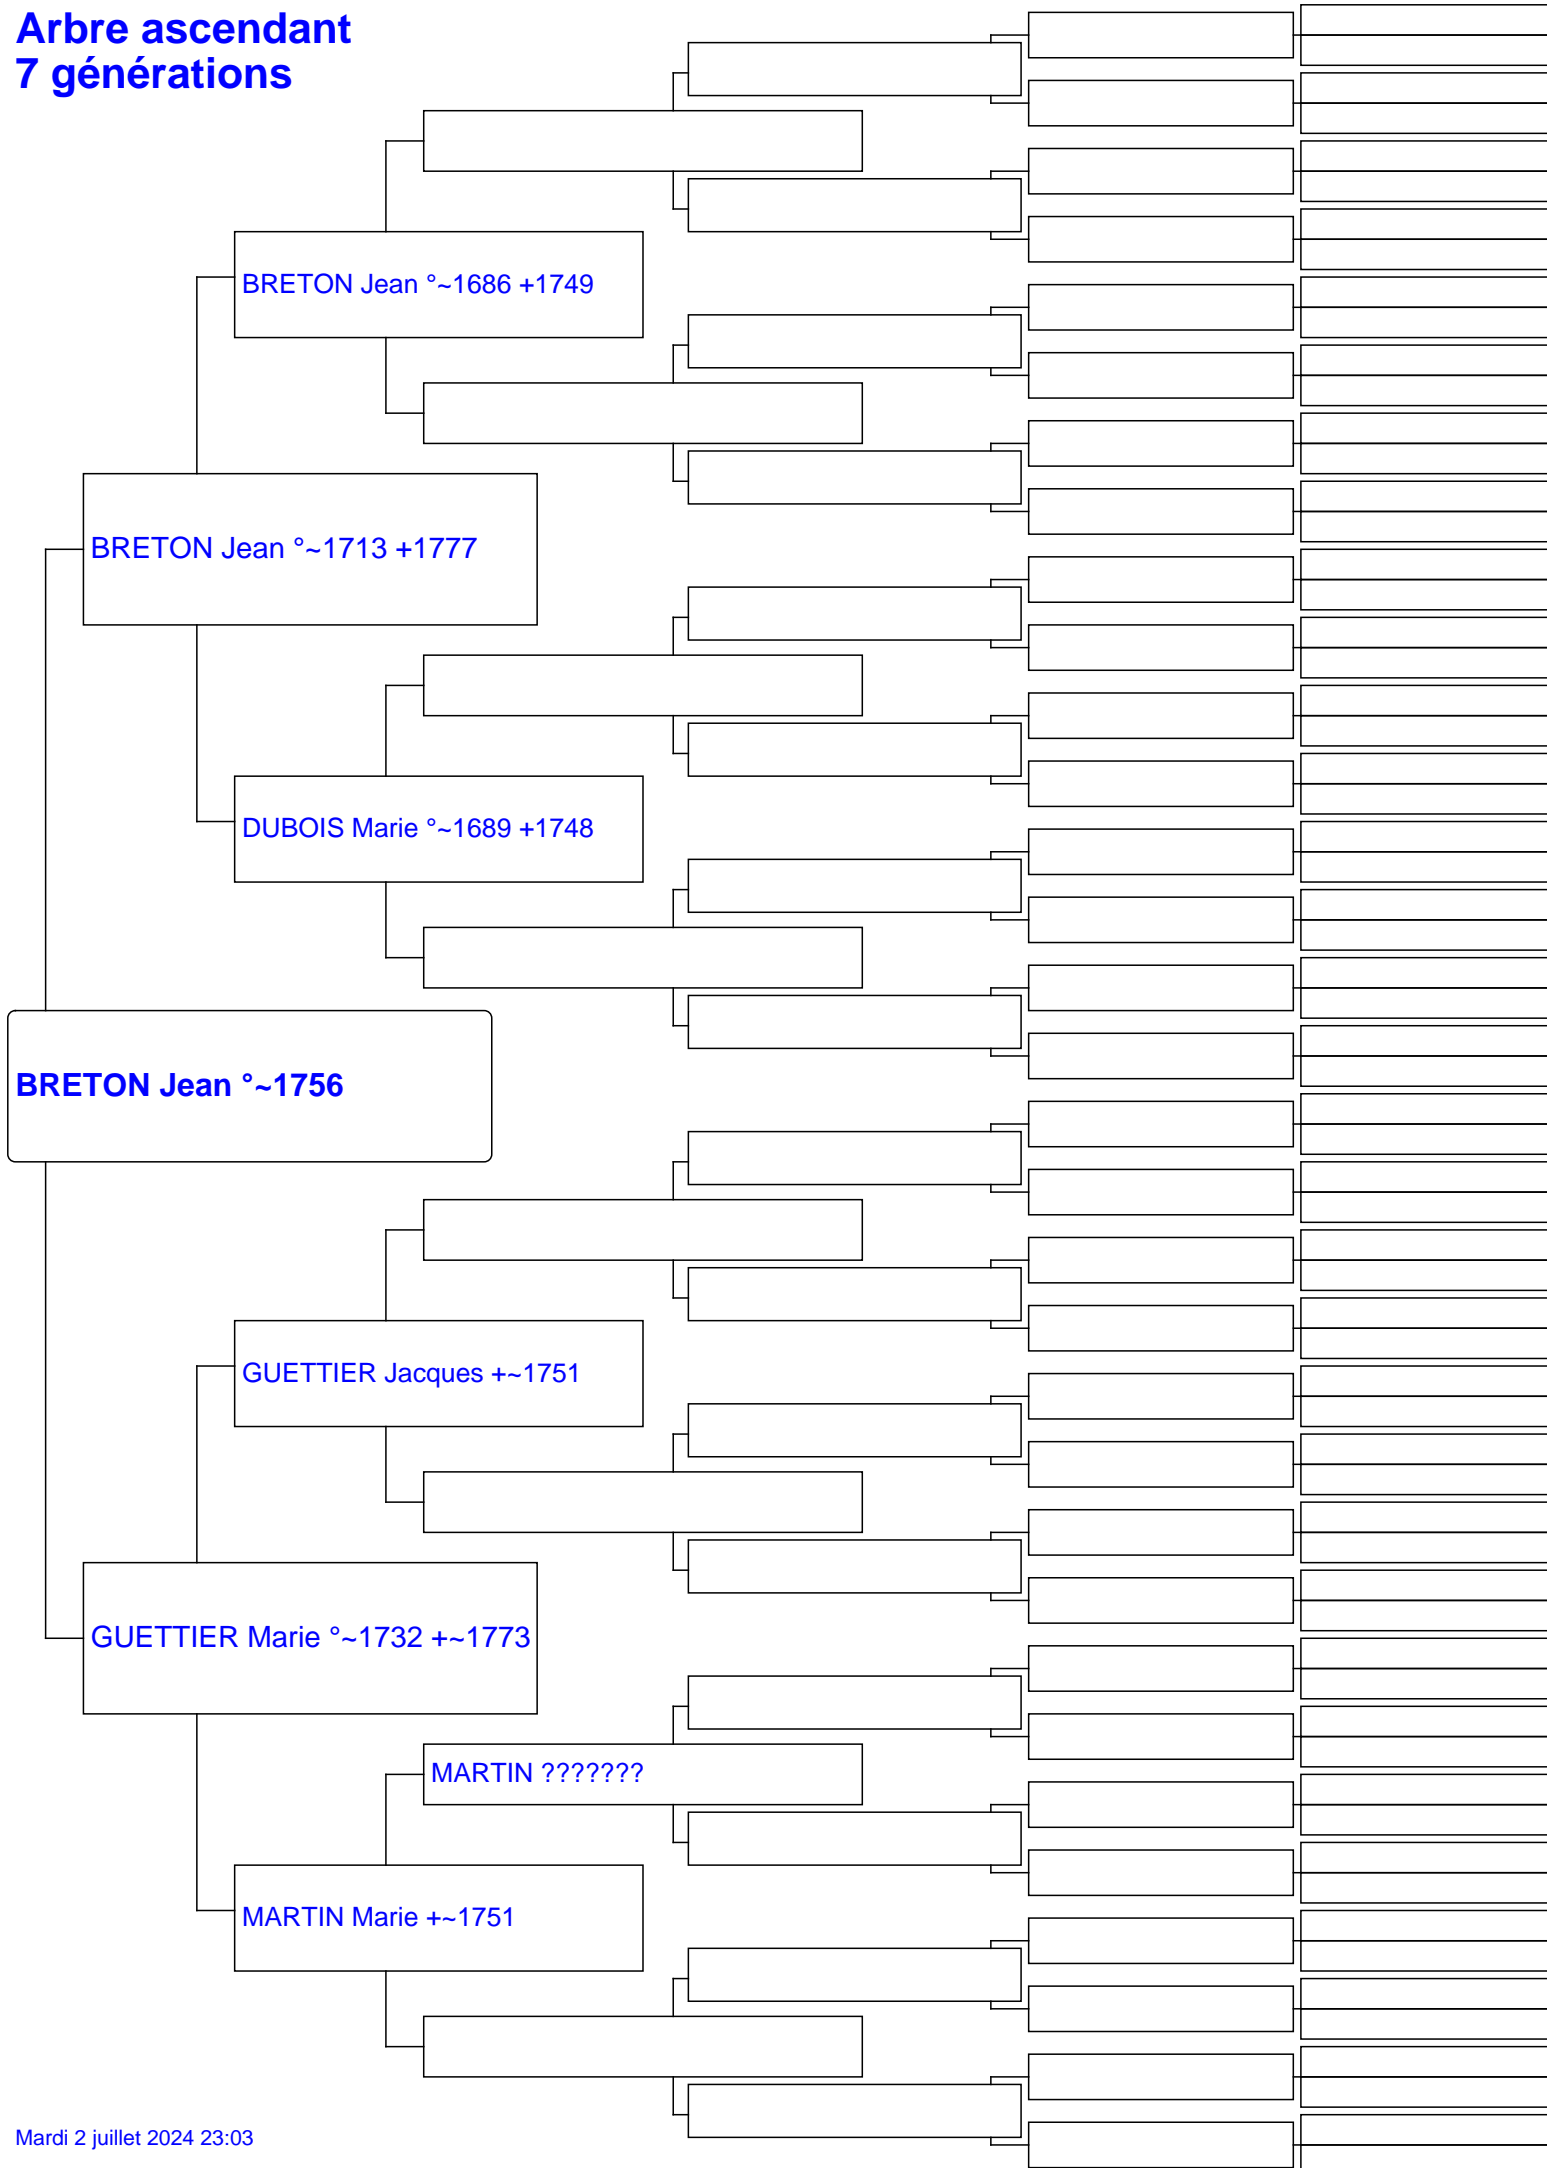 Arbre ascendant
7 générations
BRETON Jean °~1686 +1749
BRETON Jean °~1713 +1777
DUBOIS Marie °~1689 +1748
BRETON Jean °~1756
GUETTIER Jacques +~1751
GUETTIER Marie °~1732 +~1773
MARTIN ???????
MARTIN Marie +~1751
Mardi 2 juillet 2024 23:03